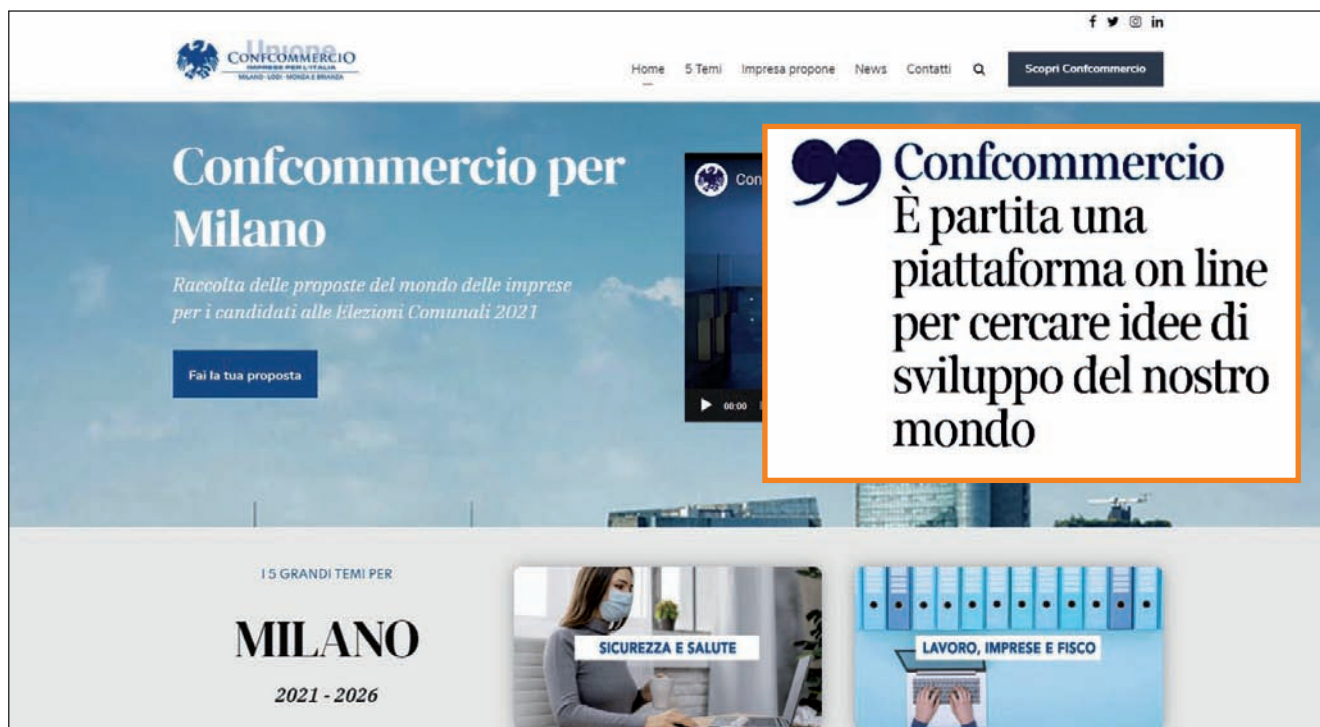 Unione
CONFCOMMERCIO
IMPRESE PER L'ITALIA
MILANO · LODI · MONZA E BRIANZA
Home 5 Temi Impresa propone News Contatti Scopri Confcommercio
Confcommercio per
Milano
Raccolta delle proposte del mondo delle imprese
per i candidati alle Elezioni Comunali 2021
Fai la tua proposta
Con
00:00
Confcommercio
È partita una
piattaforma on line
per cercare idee di
sviluppo del nostro
mondo
I 5 GRANDI TEMI PER
MILANO
2021 - 2026
SICUREZZA E SALUTE
LAVORO, IMPRESE E FISCO